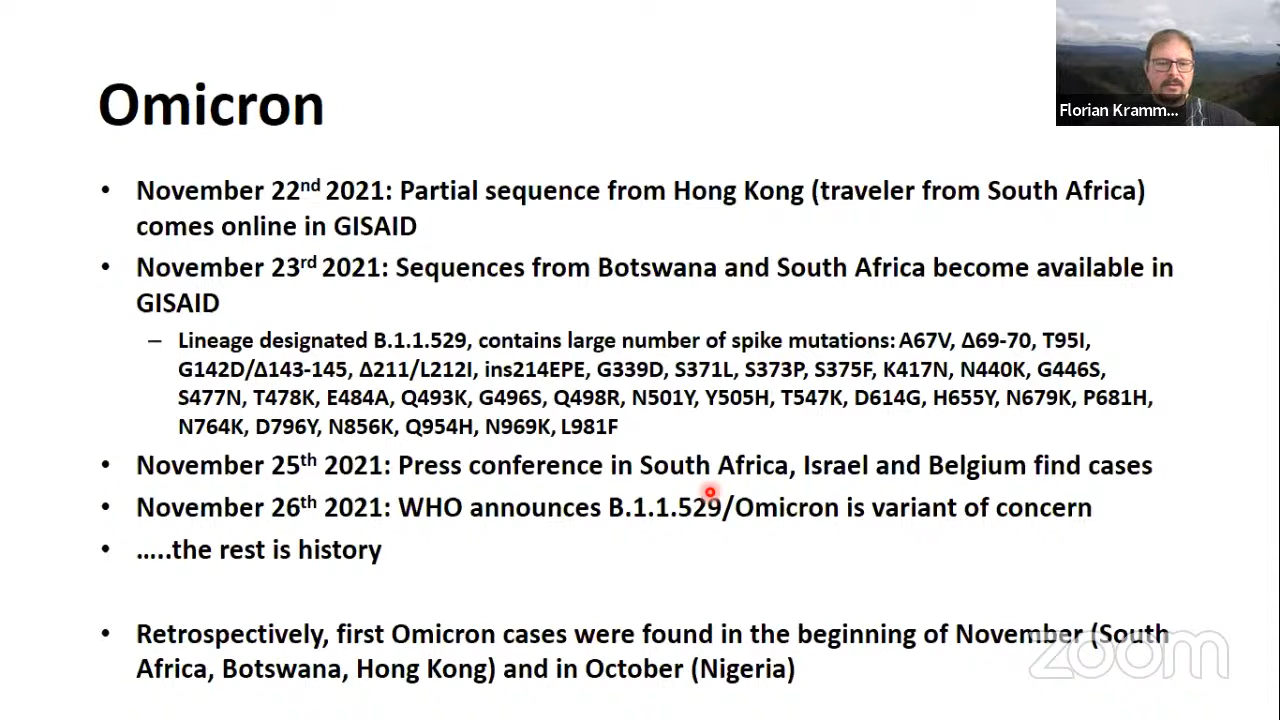 Omicron
Florian Kramm...
• November 22nd 2021: Partial sequence from Hong Kong (traveler from South Africa)
comes online in GISAID
• November 23rd 2021: Sequences from Botswana and South Africa become available in
GISAID
– Lineage designated B.1.1.529, contains large number of spike mutations: A67V, Δ69-70, T95I,
G142D/Δ143-145, Δ211/L212I, ins214EPE, G339D, S371L, S373P, S375F, K417N, N440K, G446S,
S477N, T478K, E484A, Q493K, G496S, Q498R, N501Y, Y505H, T547K, D614G, H655Y, N679K, P681H,
N764K, D796Y, N856K, Q954H, N969K, L981F
• November 25th 2021: Press conference in South Africa, Israel and Belgium find cases
• November 26th 2021: WHO announces B.1.1.529/Omicron is variant of concern
• …..the rest is history
• Retrospectively, first Omicron cases were found in the beginning of November (South
Africa, Botswana, Hong Kong) and in October (Nigeria)
zoom